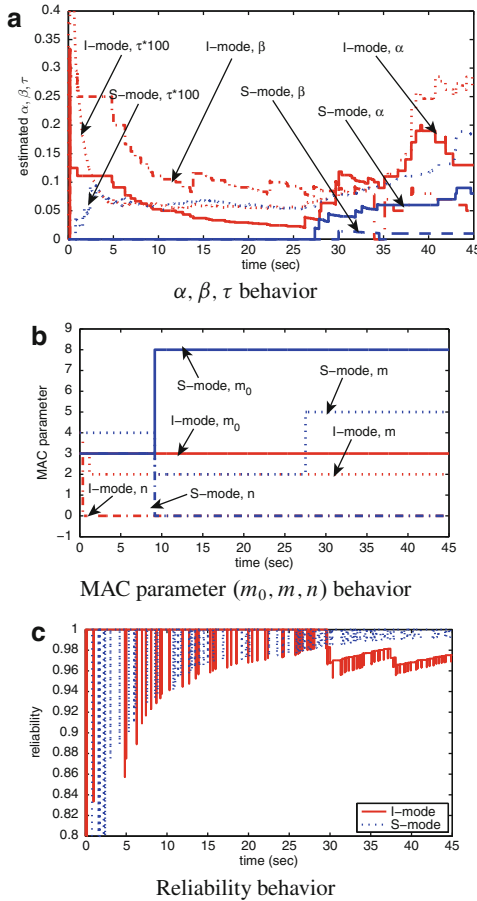 a
0.4
0.35
0.3
0.25
0.2
0.15
0.1
0.05
0
estimated α, β, τ
I−mode, τ*100
I−mode, β
I−mode, α
S−mode, τ*100
S−mode, β
S−mode, α
0 5 10 15 20 25 30 35 40 45
time (sec)
α, β, τ behavior
b
9
8
7
6
5
4
3
2
1
0
−1
MAC parameter
S−mode, m0
S−mode, m
I−mode, m0
I−mode, m
I−mode, n
S−mode, n
0 5 10 15 20 25 30 35 40 45
time (sec)
MAC parameter (m0, m, n) behavior
c
1
0.98
0.96
0.94
0.92
0.9
0.88
0.86
0.84
0.82
0.8
reliability
I−mode
S−mode
0 5 10 15 20 25 30 35 40 45
time (sec)
Reliability behavior